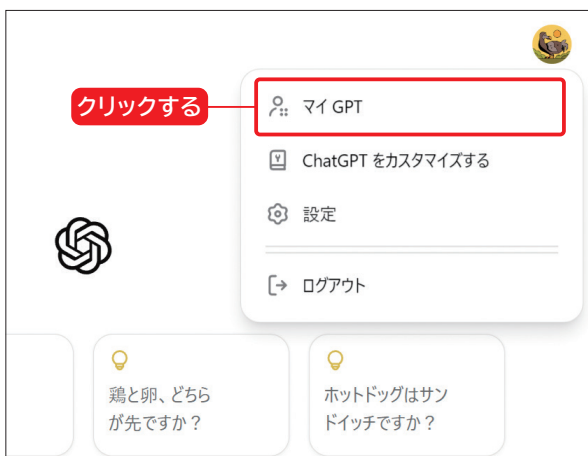 クリックする
マイ GPT
ChatGPT をカスタマイズする
設定
ログアウト
鶏と卵、どちら
が先ですか？
ホットドッグはサン
ドイッチですか？